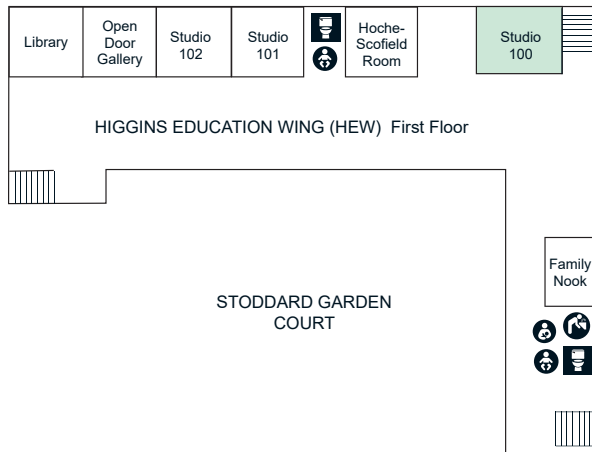 Library
Open
Door
Gallery
Studio
102
Studio
101
Hoche-
Scofield
Room
Studio
100
HIGGINS EDUCATION WING (HEW)  First Floor
Family
Nook
STODDARD GARDEN
COURT